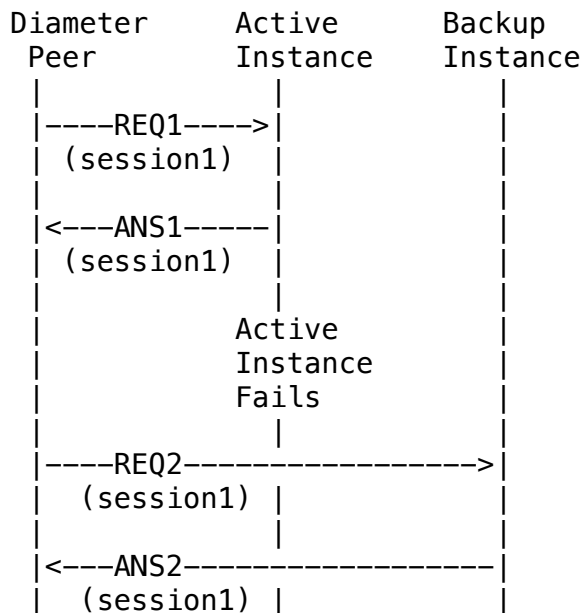 Diameter Active Backup
Peer Instance Instance
----REQ1---->
(session1)
<---ANS1-----
(session1)
Active
Instance
Fails
----REQ2----------------->
(session1)
<---ANS2------------------
(session1)